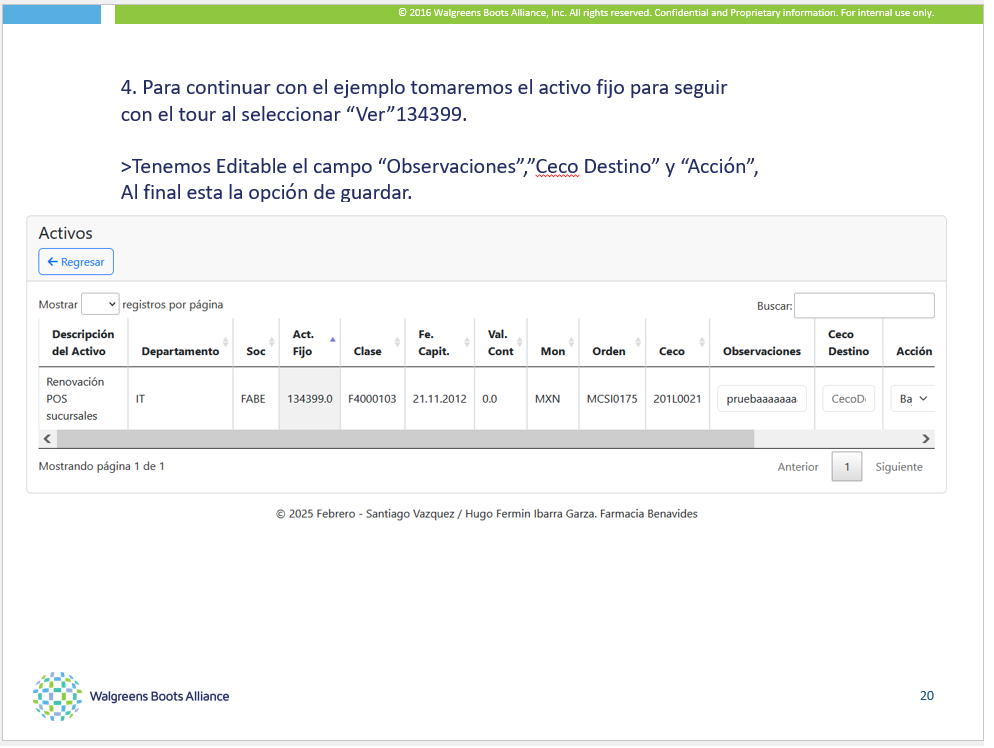 © 2016 Walgreens Boots Alliance, Inc. All rights reserved. Confidential and Proprietary information. For internal use only.
4. Para continuar con el ejemplo tomaremos el activo fijo para seguir
con el tour al seleccionar “Ver”134399.
>Tenemos Editable el campo “Observaciones”,”Ceco Destino” y “Acción”,
Al final esta la opción de guardar.
Activos
← Regresar
Mostrar registros por página
Buscar:
Descripción del Activo Departamento Soc Act. Fijo Clase Fe. Capit. Val. Cont Mon Orden Ceco Observaciones Ceco Destino Acción
Renovación POS sucursales IT FABE 134399.0 F4000103 21.11.2012 0.0 MXN MCSI0175 201L0021 pruebaaaaaaa CecoD Ba
Mostrando página 1 de 1
Anterior 1 Siguiente
© 2025 Febrero - Santiago Vazquez / Hugo Fermin Ibarra Garza. Farmacia Benavides
Walgreens Boots Alliance
20